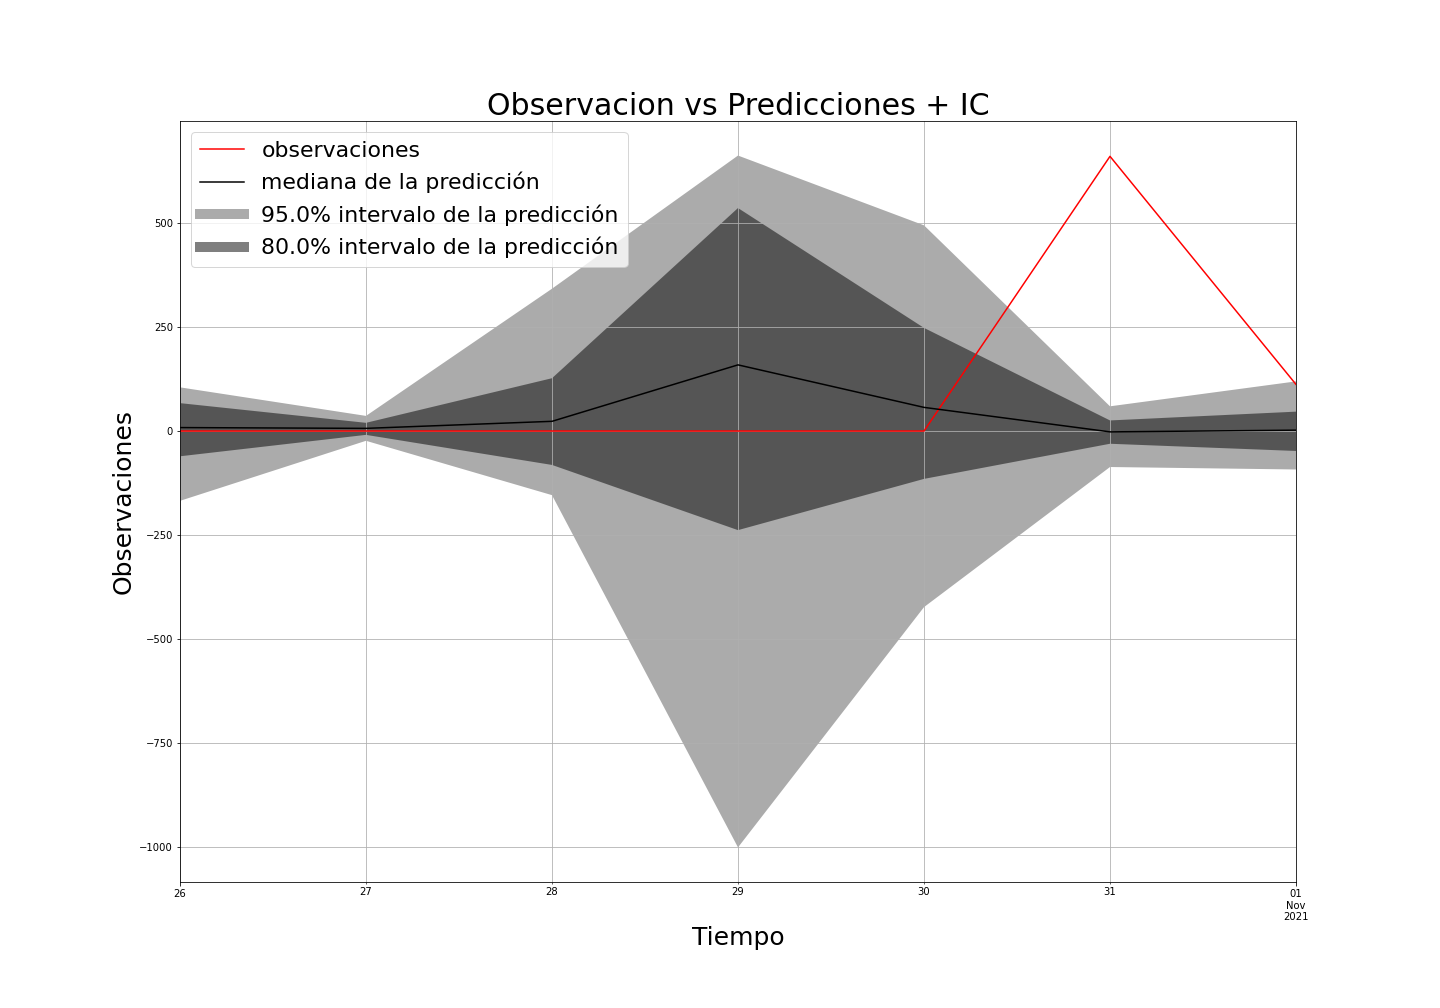 Observacion vs Predicciones + IC
observaciones
mediana de la predicción
95.0% intervalo de la predicción
80.0% intervalo de la predicción
500
250
0
−250
−500
−750
−1000
Observaciones
26 27 28 29 30 31 01
Nov
2021
Tiempo